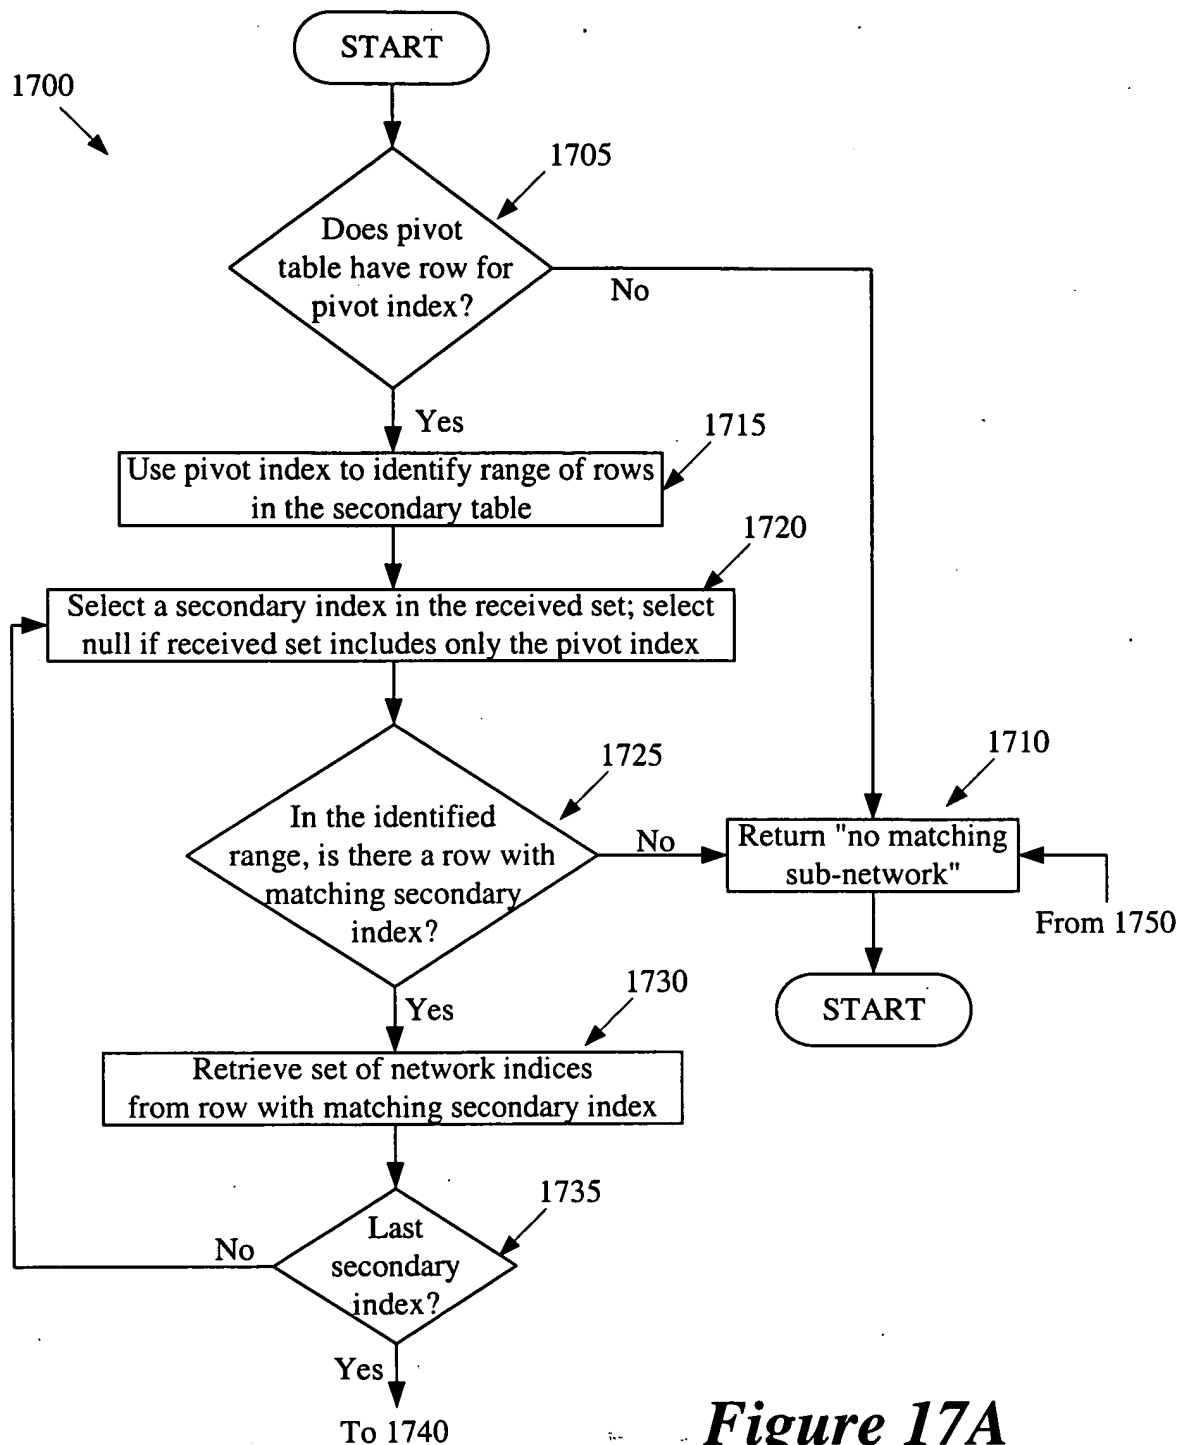 START
1700
1705
Does pivot
table have row for
pivot index?
No
Yes
1715
Use pivot index to identify range of rows
in the secondary table
1720
Select a secondary index in the received set; select
null if received set includes only the pivot index
1725
In the identified
range, is there a row with
matching secondary
index?
No
1710
Return "no matching
sub-network"
From 1750
START
Yes
1730
Retrieve set of network indices
from row with matching secondary index
1735
Last
secondary
index?
No
Yes
To 1740
Figure 17A